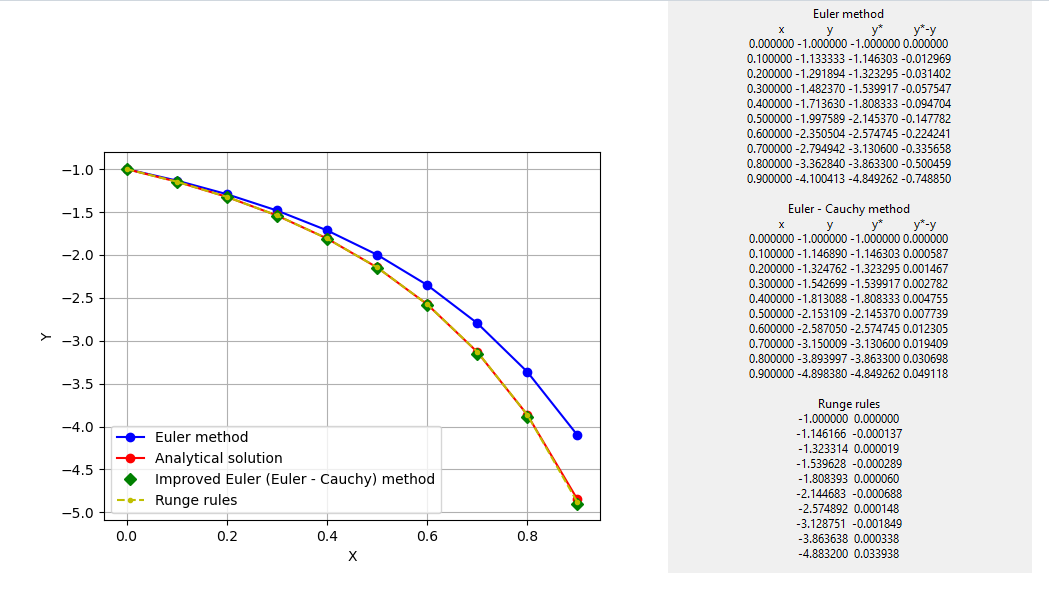 −1.0
−1.5
−2.0
−2.5
−3.0
−3.5
−4.0
−4.5
−5.0
Y
0.0 0.2 0.4 0.6 0.8
X
Euler method
Analytical solution
Improved Euler (Euler - Cauchy) method
Runge rules
Euler method
x y y* y*-y
0.000000 -1.000000 -1.000000 0.000000
0.100000 -1.133333 -1.146303 -0.012969
0.200000 -1.291894 -1.323295 -0.031402
0.300000 -1.482370 -1.539917 -0.057547
0.400000 -1.713630 -1.808333 -0.094704
0.500000 -1.997589 -2.145370 -0.147782
0.600000 -2.350504 -2.574745 -0.224241
0.700000 -2.794942 -3.130600 -0.335658
0.800000 -3.362840 -3.863300 -0.500459
0.900000 -4.100413 -4.849262 -0.748850
Euler - Cauchy method
x y y* y*-y
0.000000 -1.000000 -1.000000 0.000000
0.100000 -1.146890 -1.146303 0.000587
0.200000 -1.324762 -1.323295 0.001467
0.300000 -1.542699 -1.539917 0.002782
0.400000 -1.813088 -1.808333 0.004755
0.500000 -2.153109 -2.145370 0.007739
0.600000 -2.587050 -2.574745 0.012305
0.700000 -3.150009 -3.130600 0.019409
0.800000 -3.893997 -3.863300 0.030698
0.900000 -4.898380 -4.849262 0.049118
Runge rules
-1.000000 0.000000
-1.146166 -0.000137
-1.323314 0.000019
-1.539628 -0.000289
-1.808393 0.000060
-2.144683 -0.000688
-2.574892 0.000148
-3.128751 -0.001849
-3.863638 0.000338
-4.883200 0.033938